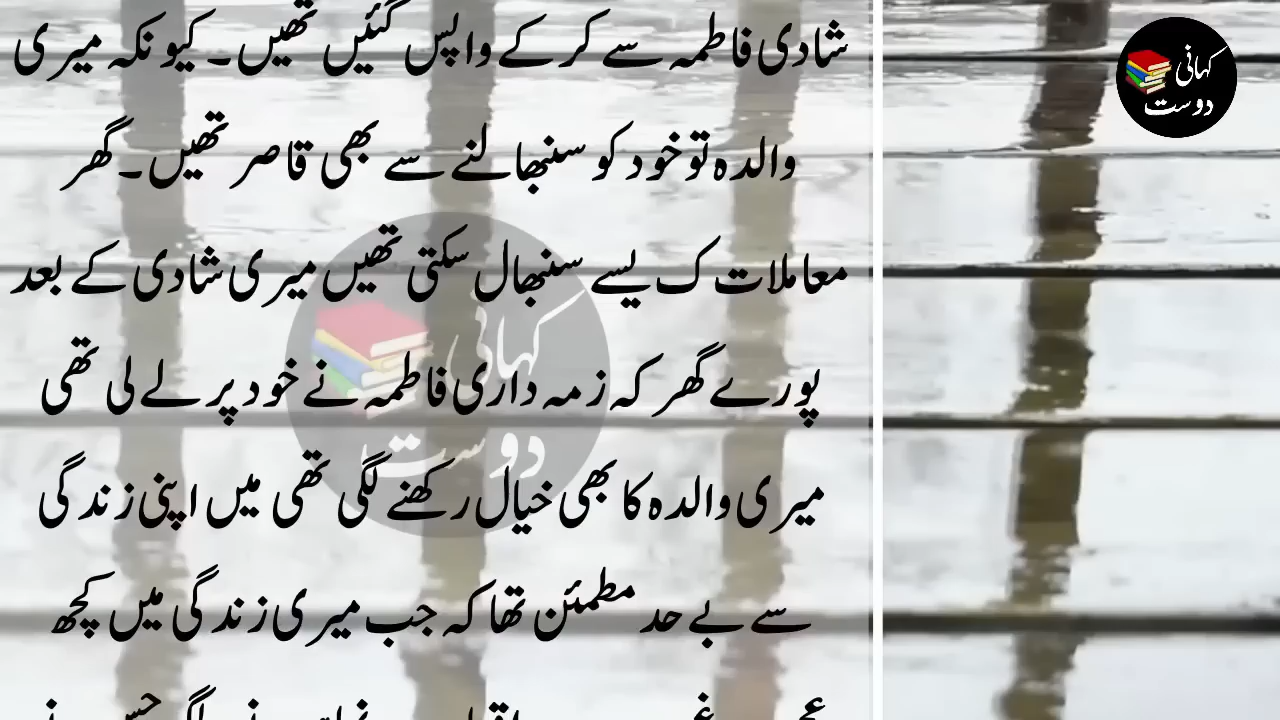 شادی فاطمہ سے کر کے واپس گئیں تھیں۔ کیونکہ میری
والدہ تو خود کو سنبھالنے سے بھی قاصر تھیں۔ گھر
معاملات ک یسے سنبھال سکتی تھیں میری شادی کے بعد
پورے گھر کہ زمہ داری فاطمہ نے خود پر لے لی تھی
میری والدہ کا بھی خیال رکھنے لگی تھی میں اپنی زندگی
سے بے حد مطمئن تھا کہ جب میری زندگی میں کچھ
کہانی
دوست
کہانی
دوست